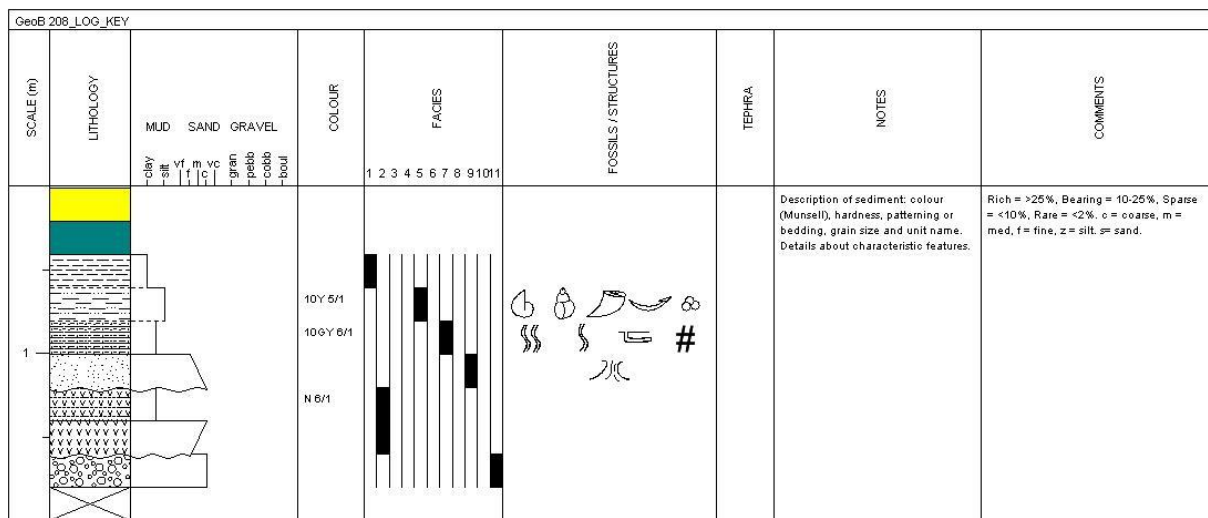 GeoB 208_LOG_KEY
SCALE (m)
LITHOLOGY
MUD SAND GRAVEL
clay silt vf f m c vc gran pebb cobb boul
COLOUR
FACIES
1 2 3 4 5 6 7 8 9 10 11
FOSSILS / STRUCTURES
TEPHRA
NOTES
COMMENTS
Description of sediment: colour
(Munsell), hardness, patterning or
bedding, grain size and unit name.
Details about characteristic features.
Rich = >25%, Bearing = 10-25%, Sparse
= <10%, Rare = <2%. c = coarse, m =
med, f = fine, z = silt. s= sand.
10Y 5/1
10GY 6/1
#
1
N 6/1